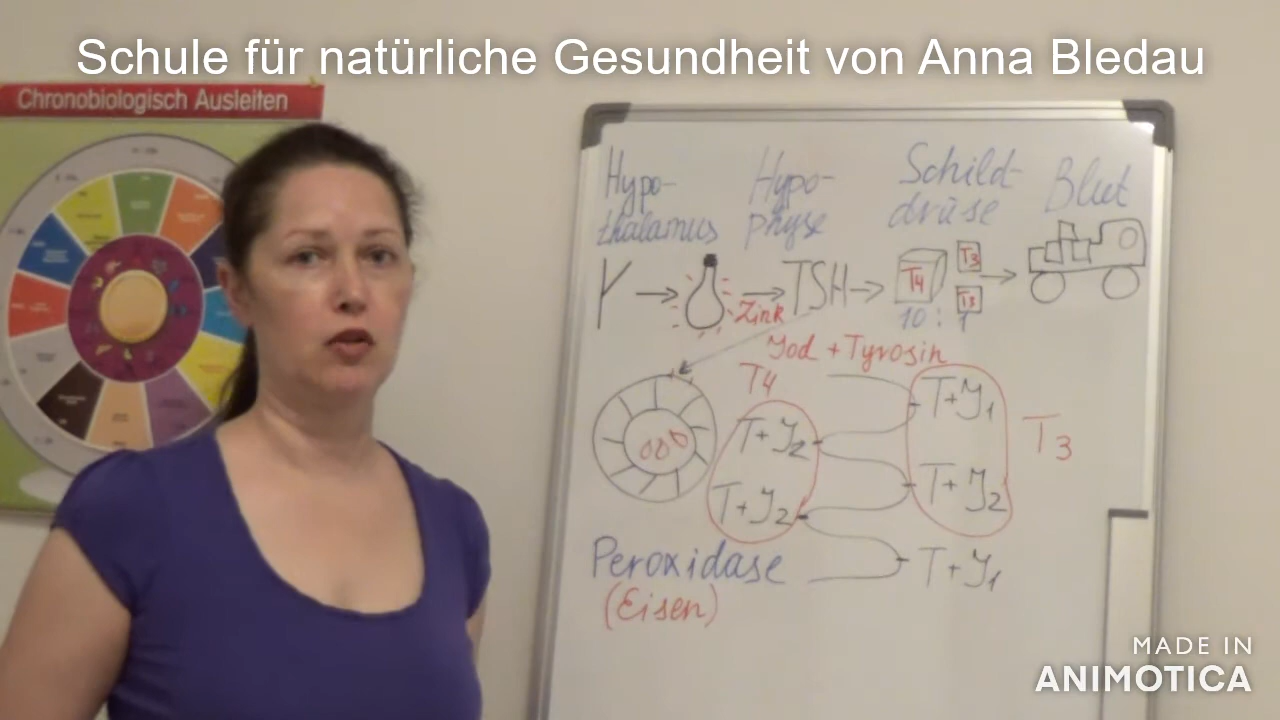 Schule für natürliche Gesundheit von Anna Bledau
Chronobiologisch Ausleiten
Hypo-
thalamus
Hypo-
physe
Schild-
drüse
Blut
Zink
TSH
T4
T3
T3
10 : 1
Jod + Tyrosin
T4
T+J1
T+J2
T3
T+J2
T+J2
Peroxidase
T+J1
(Eisen)
MADE IN
ANIMOTICA